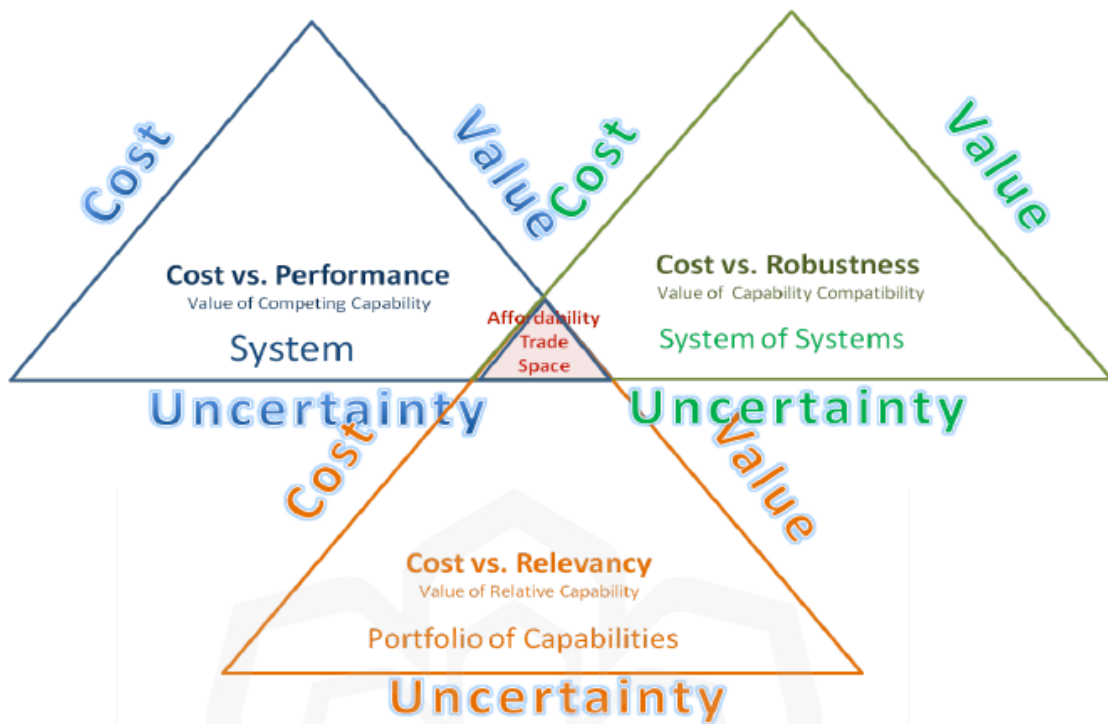 Cost
Value
Cost vs. Performance
Value of Competing Capability
System
Uncertainty
Cost
Value
Cost vs. Robustness
Value of Capability Compatibility
System of Systems
Uncertainty
Affordability
Trade
Space
Cost
Value
Cost vs. Relevancy
Value of Relative Capability
Portfolio of Capabilities
Uncertainty